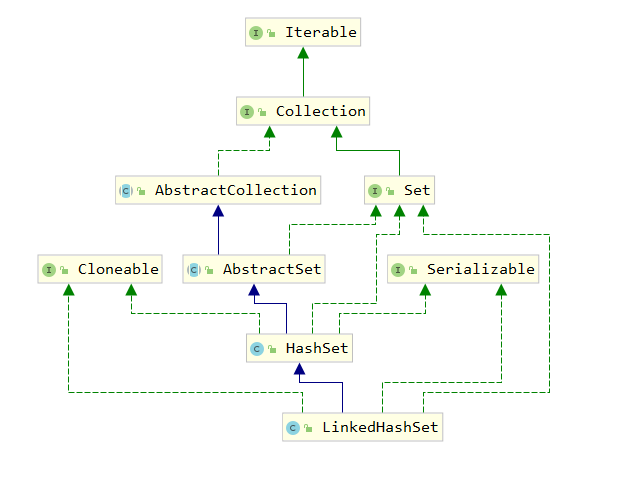 I Iterable
I Collection
C AbstractCollection
I Set
I Cloneable
C AbstractSet
I Serializable
C HashSet
C LinkedHashSet